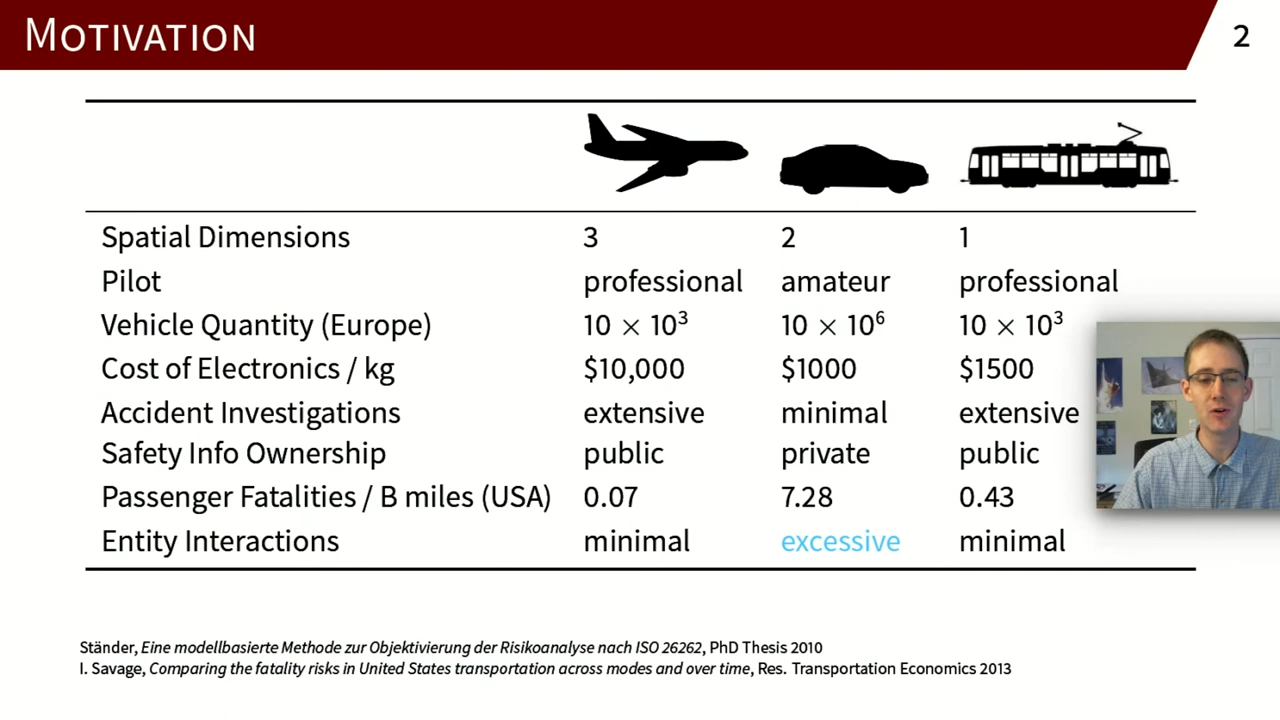 MOTIVATION
2
Spatial Dimensions 3 2 1
Pilot professional amateur professional
Vehicle Quantity (Europe) 10 × 10³ 10 × 10⁶ 10 × 10³
Cost of Electronics / kg $10,000 $1000 $1500
Accident Investigations extensive minimal extensive
Safety Info Ownership public private public
Passenger Fatalities / B miles (USA) 0.07 7.28 0.43
Entity Interactions minimal excessive minimal
Ständer, Eine modellbasierte Methode zur Objektivierung der Risikoanalyse nach ISO 26262, PhD Thesis 2010
I. Savage, Comparing the fatality risks in United States transportation across modes and over time, Res. Transportation Economics 2013